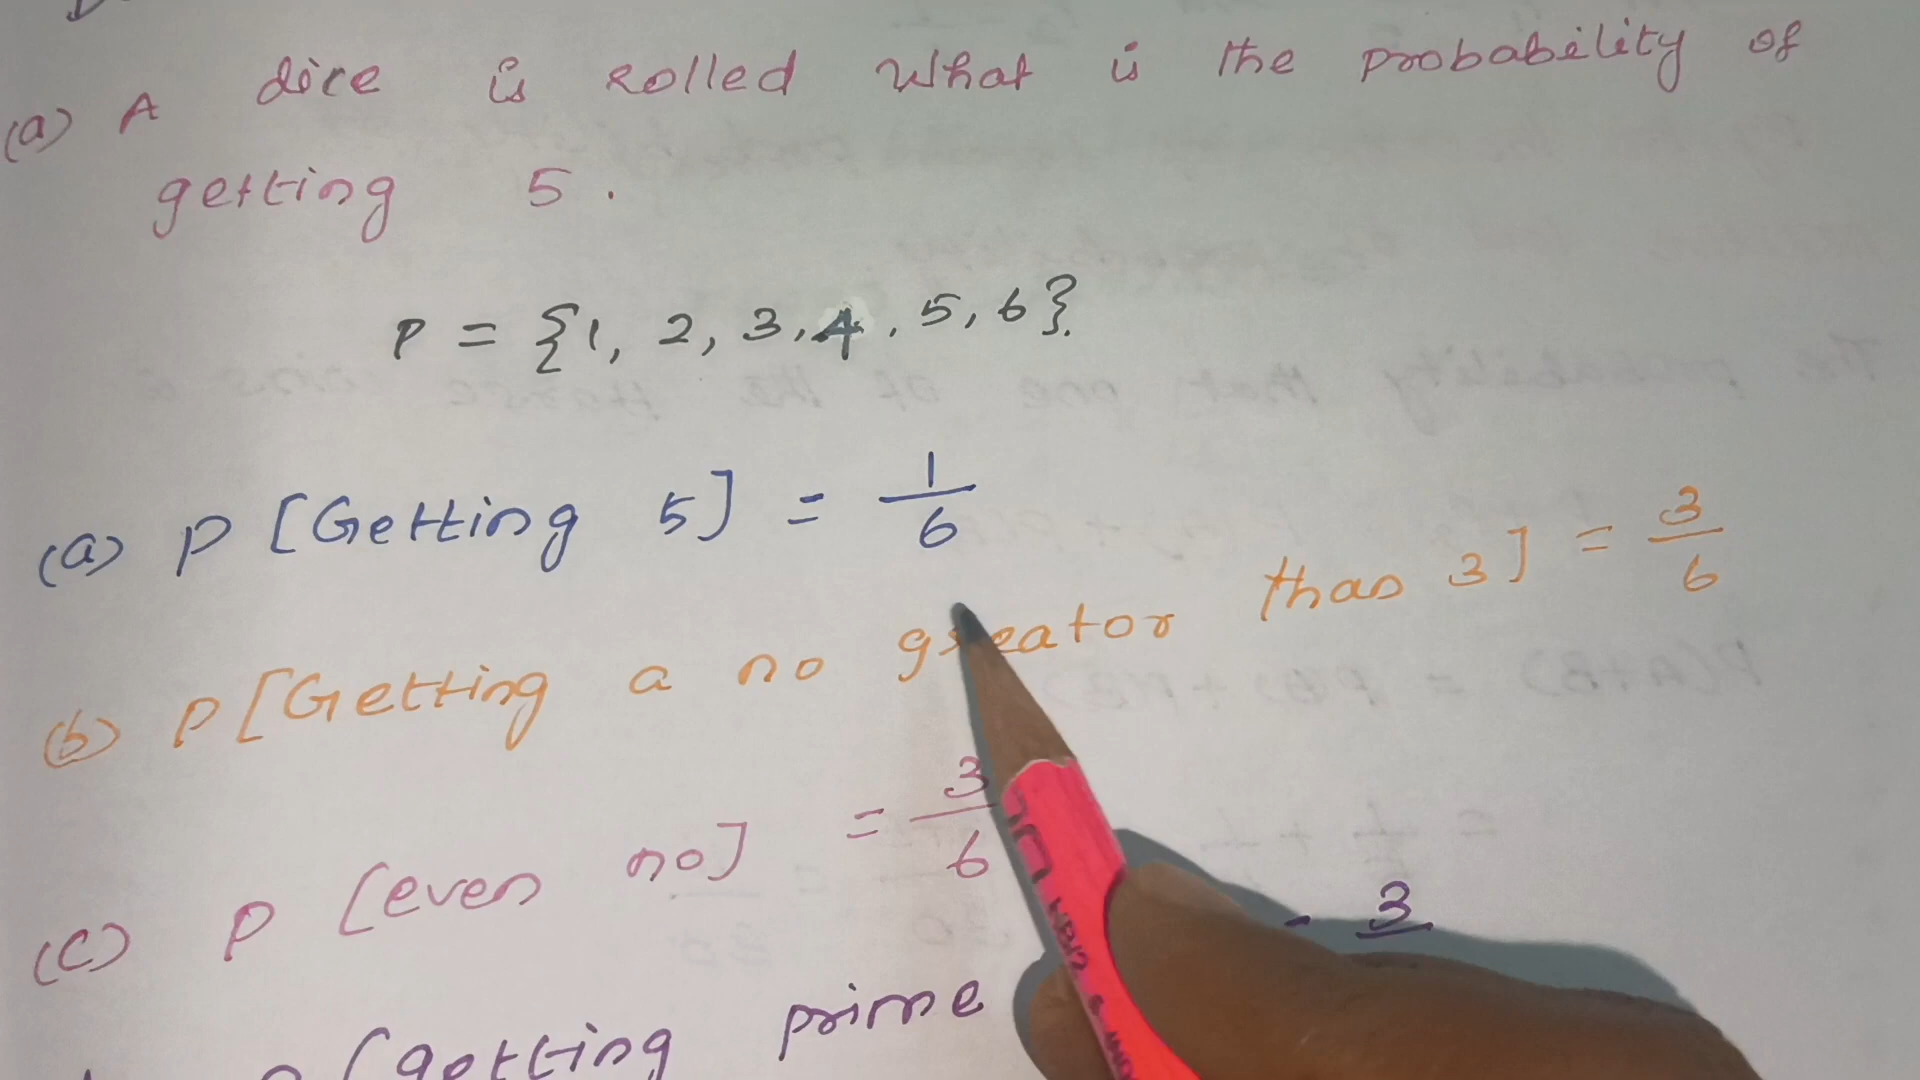 (a) A dice is rolled What is the probability of
getting 5.
P = {1, 2, 3, 4, 5, 6}.
(a) P [Getting 5] = 1/6
(b) P [Getting a no greator than 3] = 3/6
(c) P [even no] = 3/6
[getting prime = 3